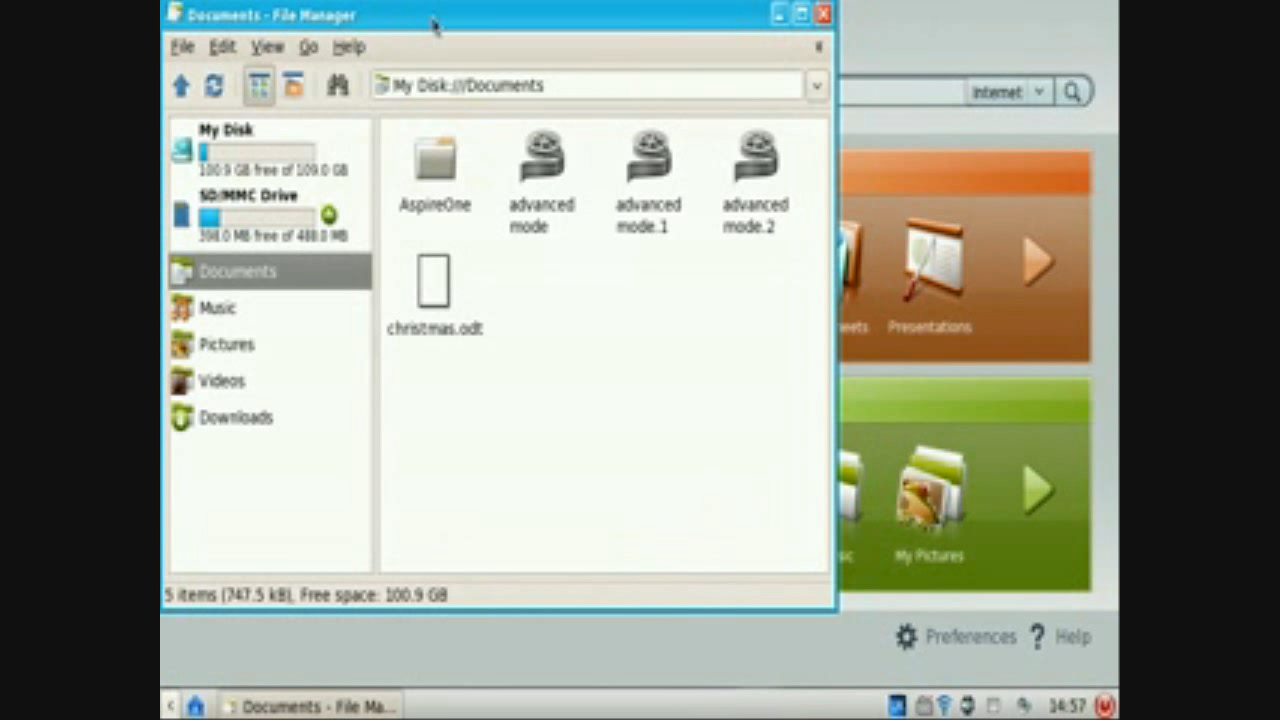 Documents - File Manager
File Edit View Go Help
My Disk:///Documents
Internet
My Disk
100.9 GB free of 109.0 GB
SD/MMC Drive
398.0 MB free of 488.0 MB
Documents
Music
Pictures
Videos
Downloads
AspireOne
advanced mode
advanced mode.1
advanced mode.2
christmas.odt
Presentations
My Pictures
5 items (747.5 kB), Free space: 100.9 GB
Preferences
Help
Documents - File Ma...
14:57